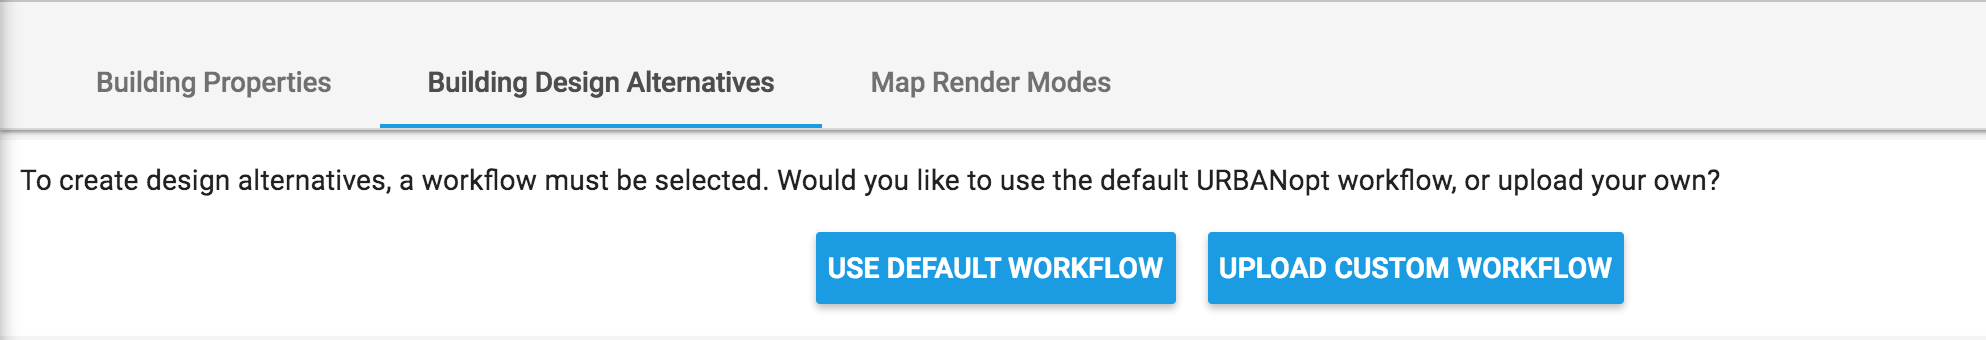 Building Properties Building Design Alternatives Map Render Modes
To create design alternatives, a workflow must be selected. Would you like to use the default URBANopt workflow, or upload your own?
USE DEFAULT WORKFLOW UPLOAD CUSTOM WORKFLOW